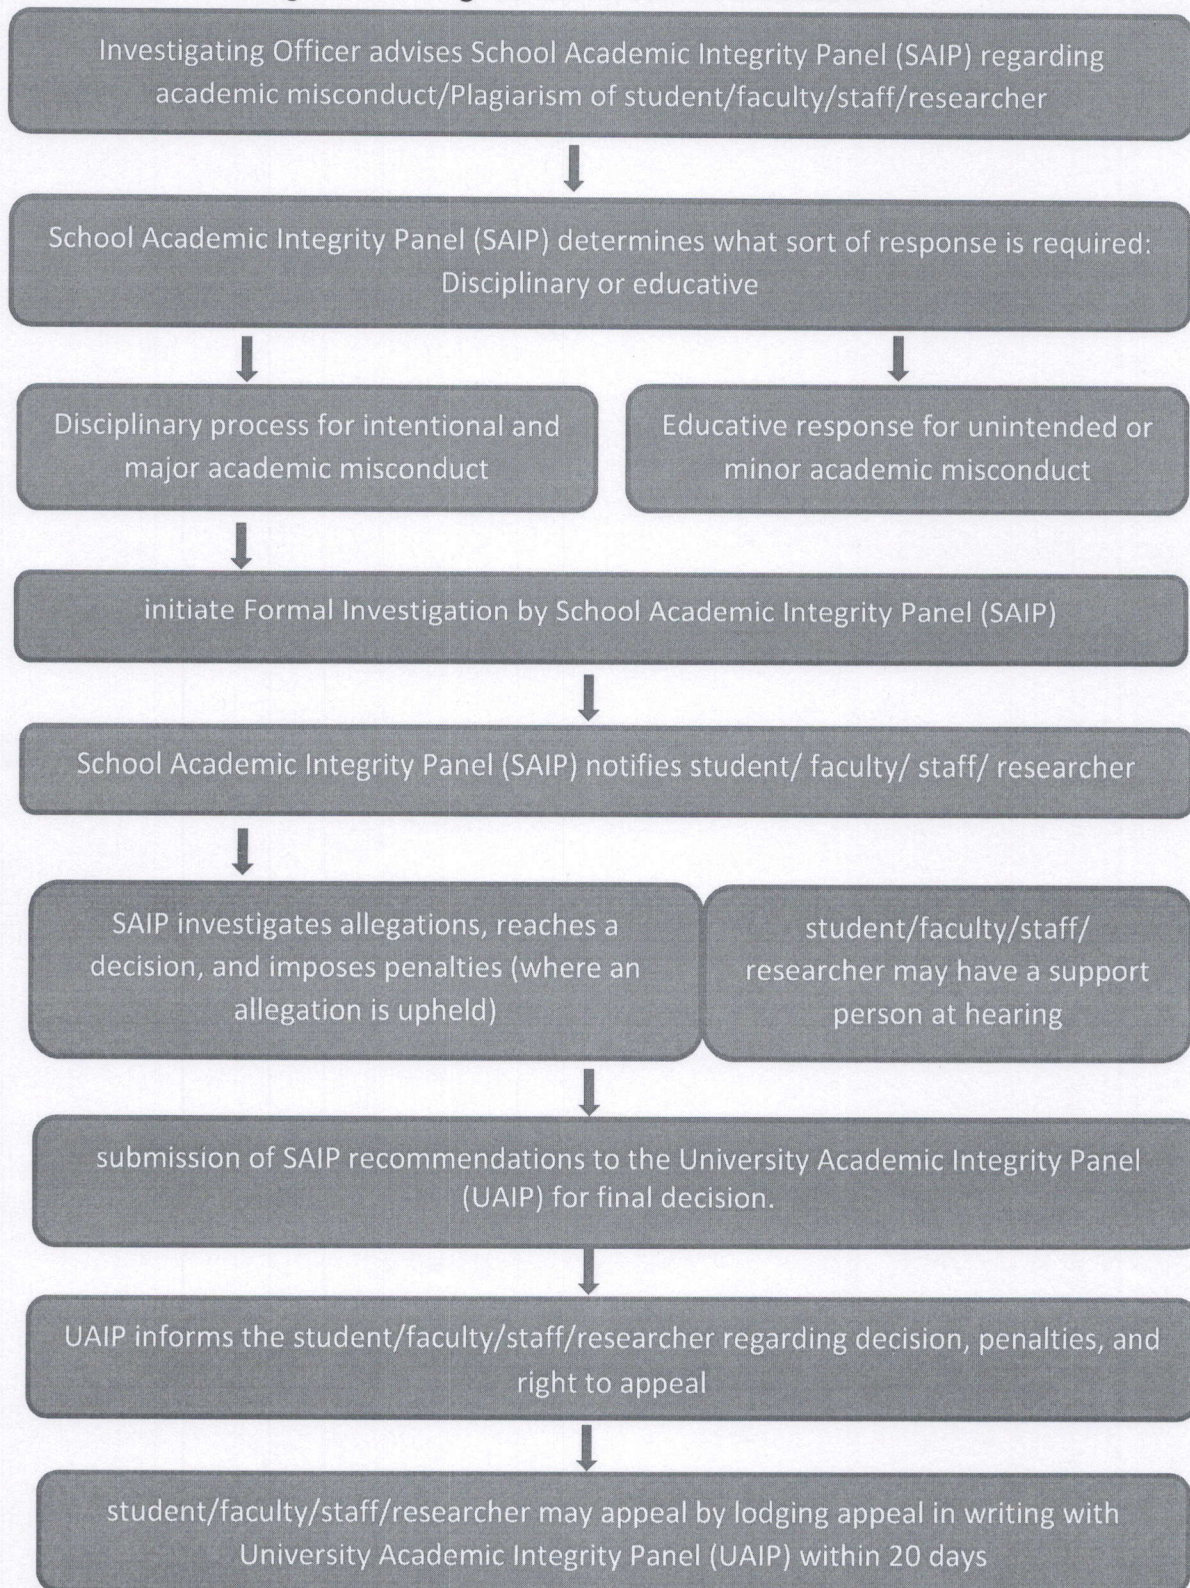 Investigating Officer advises School Academic Integrity Panel (SAIP) regarding
academic misconduct/Plagiarism of student/faculty/staff/researcher
School Academic Integrity Panel (SAIP) determines what sort of response is required:
Disciplinary or educative
Disciplinary process for intentional and
major academic misconduct
Educative response for unintended or
minor academic misconduct
initiate Formal Investigation by School Academic Integrity Panel (SAIP)
School Academic Integrity Panel (SAIP) notifies student/ faculty/ staff/ researcher
SAIP investigates allegations, reaches a
decision, and imposes penalties (where an
allegation is upheld)
student/faculty/staff/
researcher may have a support
person at hearing
submission of SAIP recommendations to the University Academic Integrity Panel
(UAIP) for final decision.
UAIP informs the student/faculty/staff/researcher regarding decision, penalties, and
right to appeal
student/faculty/staff/researcher may appeal by lodging appeal in writing with
University Academic Integrity Panel (UAIP) within 20 days